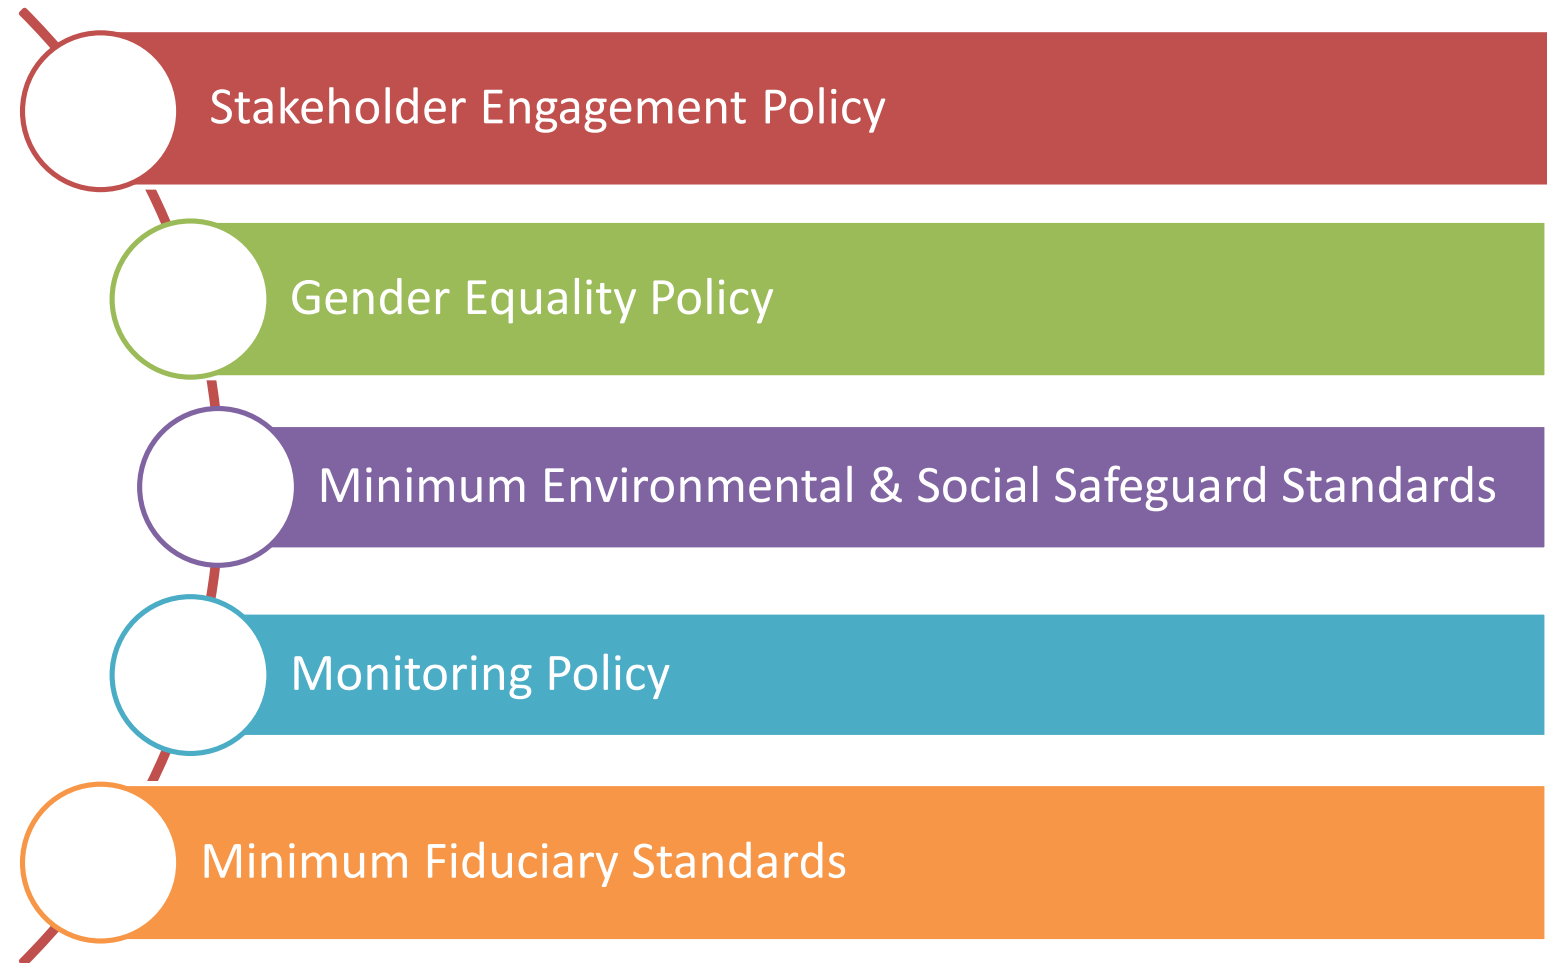 Stakeholder Engagement Policy
Gender Equality Policy
Minimum Environmental & Social Safeguard Standards
Monitoring Policy
Minimum Fiduciary Standards